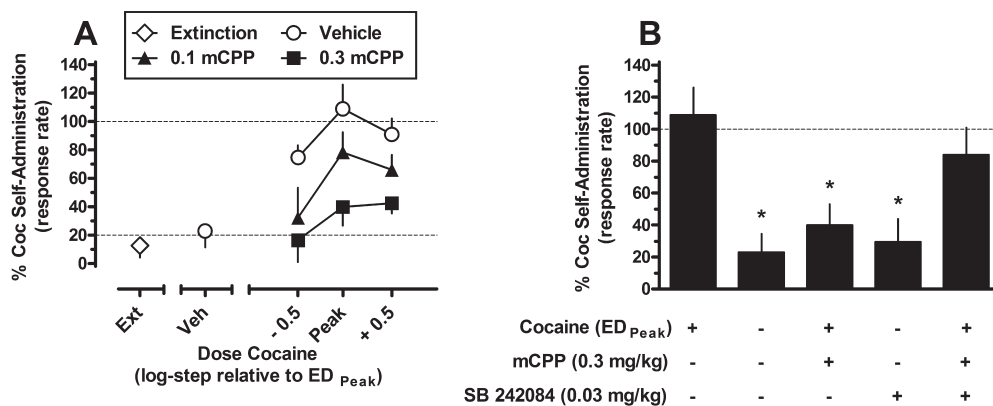 A
Extinction Vehicle
0.1 mCPP 0.3 mCPP
% Coc Self-Administration
(response rate)
140
120
100
80
60
40
20
0
Ext Veh - 0.5 Peak + 0.5
Dose Cocaine
(log-step relative to ED Peak)
B
% Coc Self-Administration
(response rate)
140
120
100
80
60
40
20
0
* * *
Cocaine (ED Peak) + - + - +
mCPP (0.3 mg/kg) - - + - +
SB 242084 (0.03 mg/kg) - - - + +